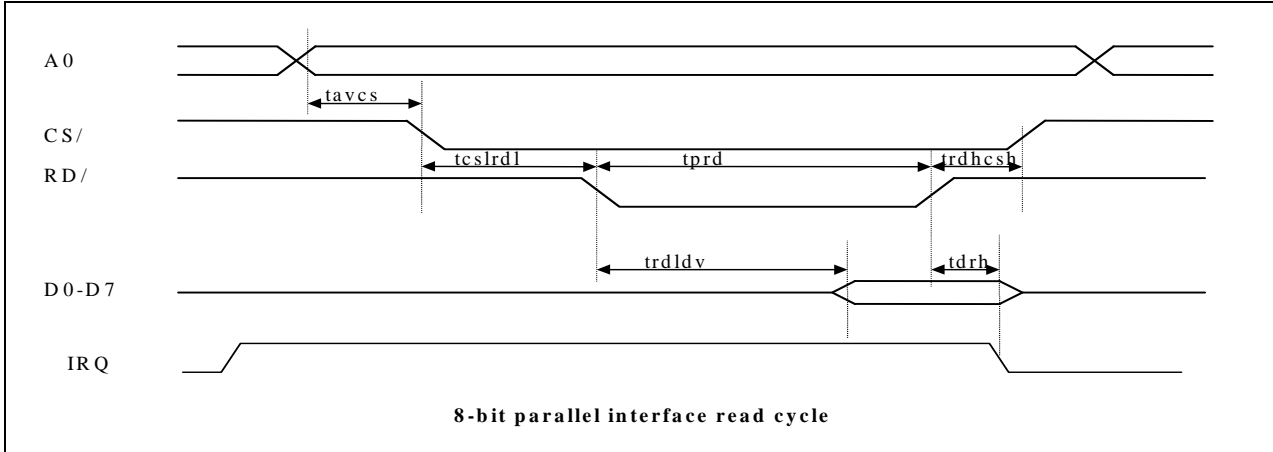 A0
tavcs
CS/
tcslrdl tprd trdhcsh
RD/
trdldv tdrh
D0-D7
IRQ
8-bit parallel interface read cycle